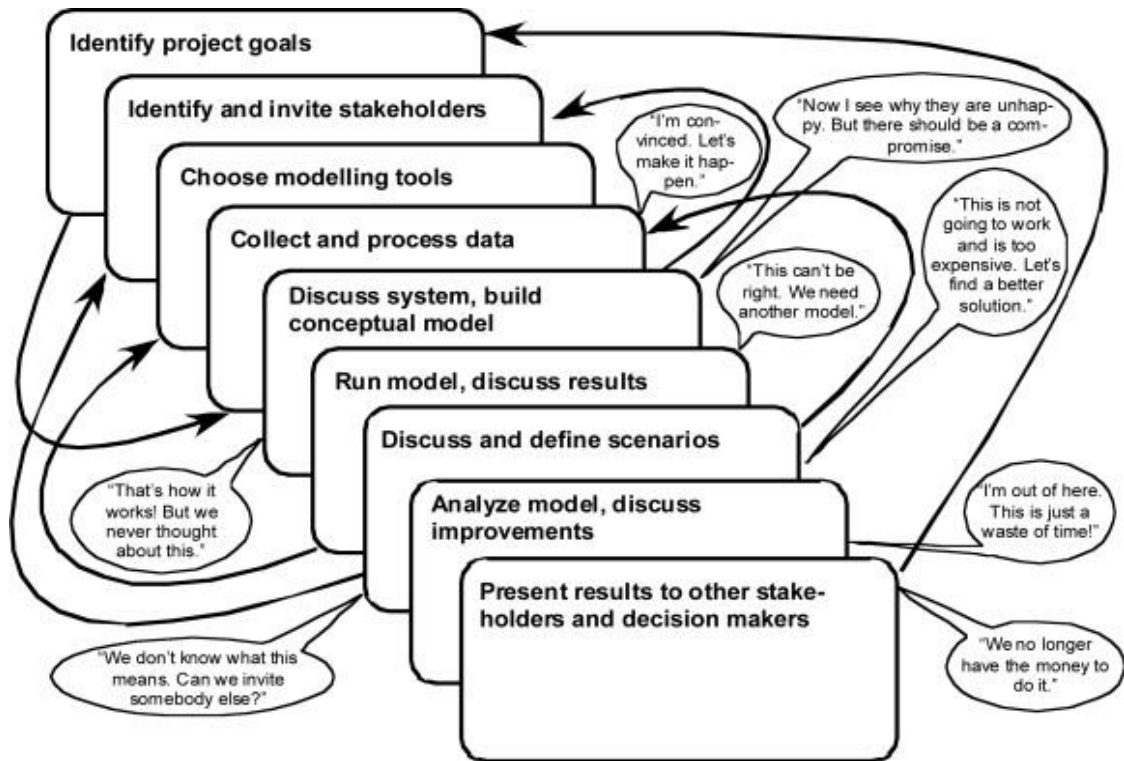 Identify project goals
Identify and invite stakeholders
Choose modelling tools
Collect and process data
Discuss system, build
conceptual model
Run model, discuss results
Discuss and define scenarios
Analyze model, discuss
improvements
Present results to other stake-
holders and decision makers
"I'm con-
vinced. Let's
make it hap-
pen."
"Now I see why they are unhap-
py. But there should be a com-
promise."
"This is not
going to work
and is too
expensive. Let's
find a better
solution."
"This can't be
right. We need
another model."
"That's how it
works! But we
never thought
about this."
"I'm out of here.
This is just a
waste of time!"
"We don't know what this
means. Can we invite
somebody else?"
"We no longer
have the money to
do it."